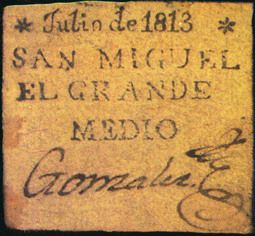 * Julio de 1813 *
SAN MIGUEL
EL GRANDE
MEDIO
Gonzalez